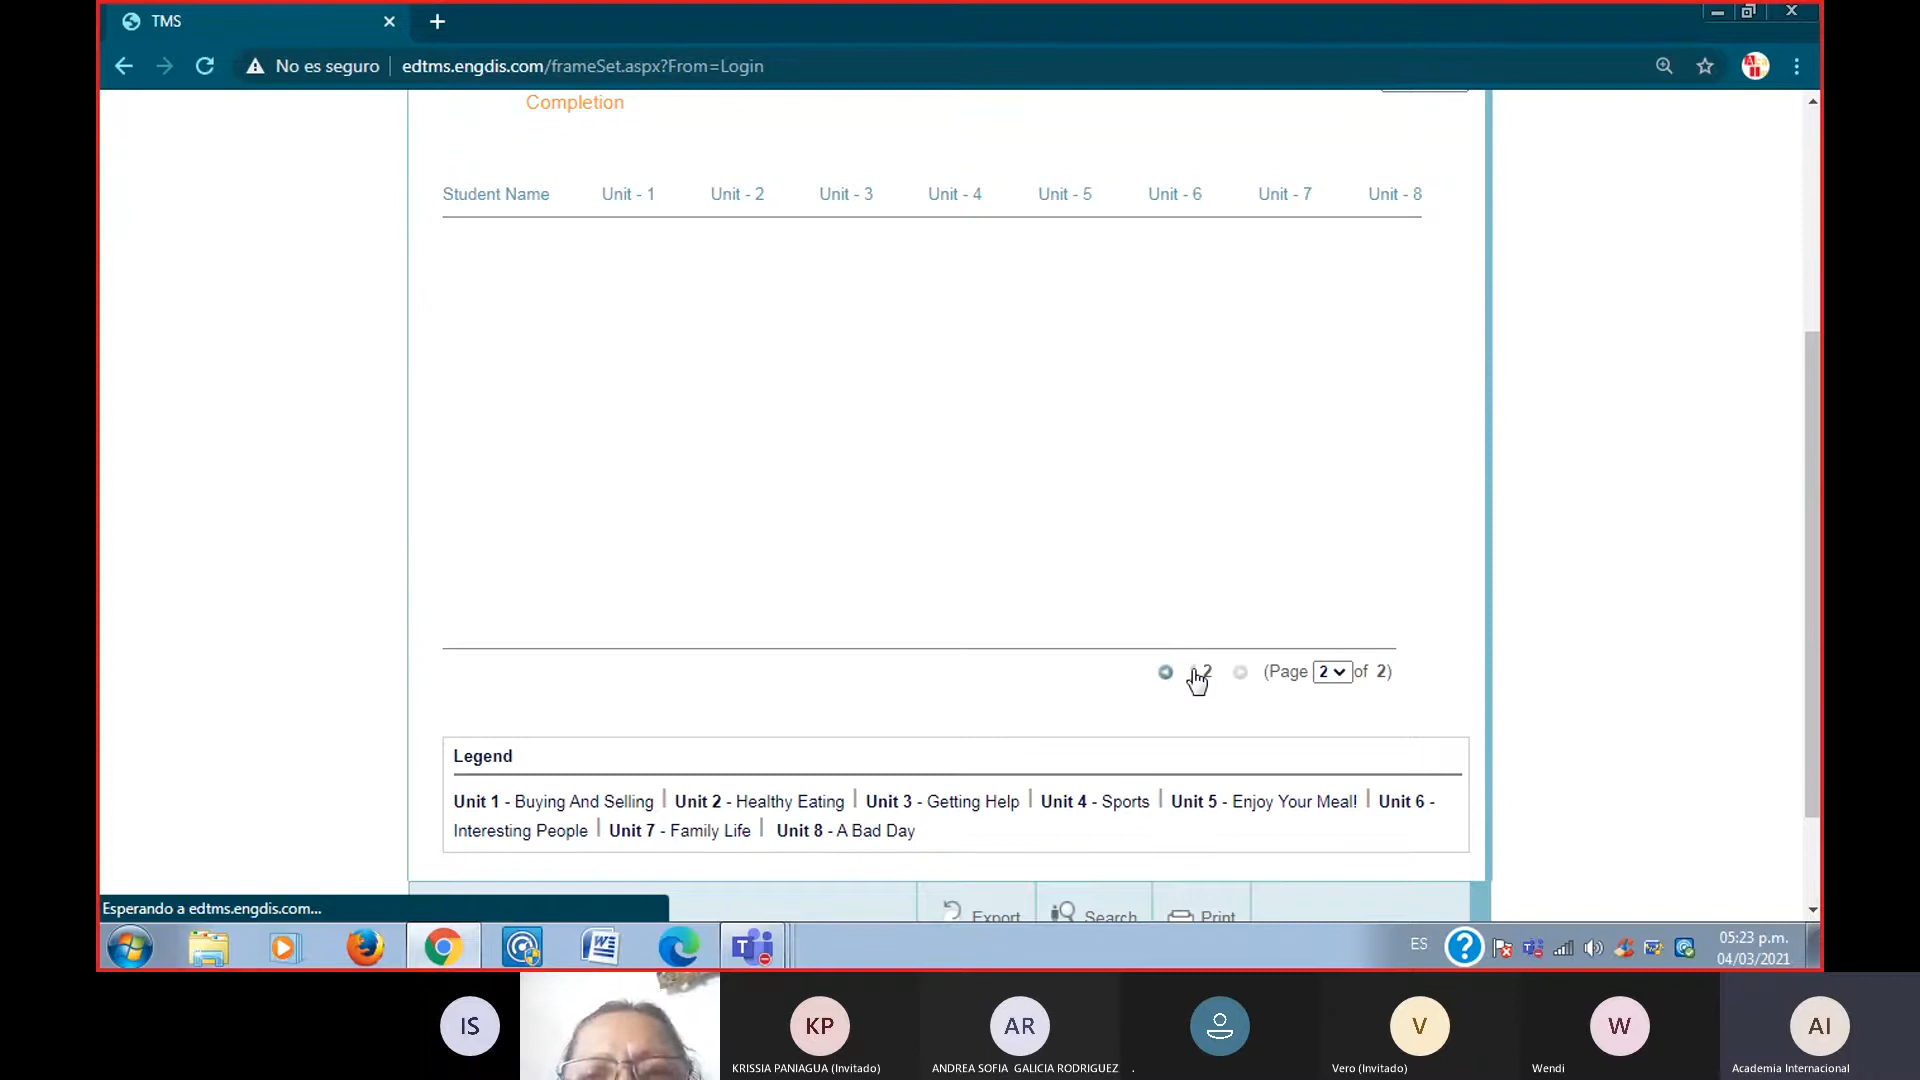 TMS
No es seguro edtms.engdis.com/frameSet.aspx?From=Login
Completion
Student Name Unit - 1 Unit - 2 Unit - 3 Unit - 4 Unit - 5 Unit - 6 Unit - 7 Unit - 8
2 (Page 2 of 2)
Legend
Unit 1 - Buying And Selling | Unit 2 - Healthy Eating | Unit 3 - Getting Help | Unit 4 - Sports | Unit 5 - Enjoy Your Meal! | Unit 6 -
Interesting People | Unit 7 - Family Life | Unit 8 - A Bad Day
Export Search Print
Esperando a edtms.engdis.com...
ES
05:23 p.m.
04/03/2021
IS KP AR V W AI
KRISSIA PANIAGUA (Invitado) ANDREA SOFIA GALICIA RODRIGUEZ . Vero (Invitado) Wendi Academia Internacional